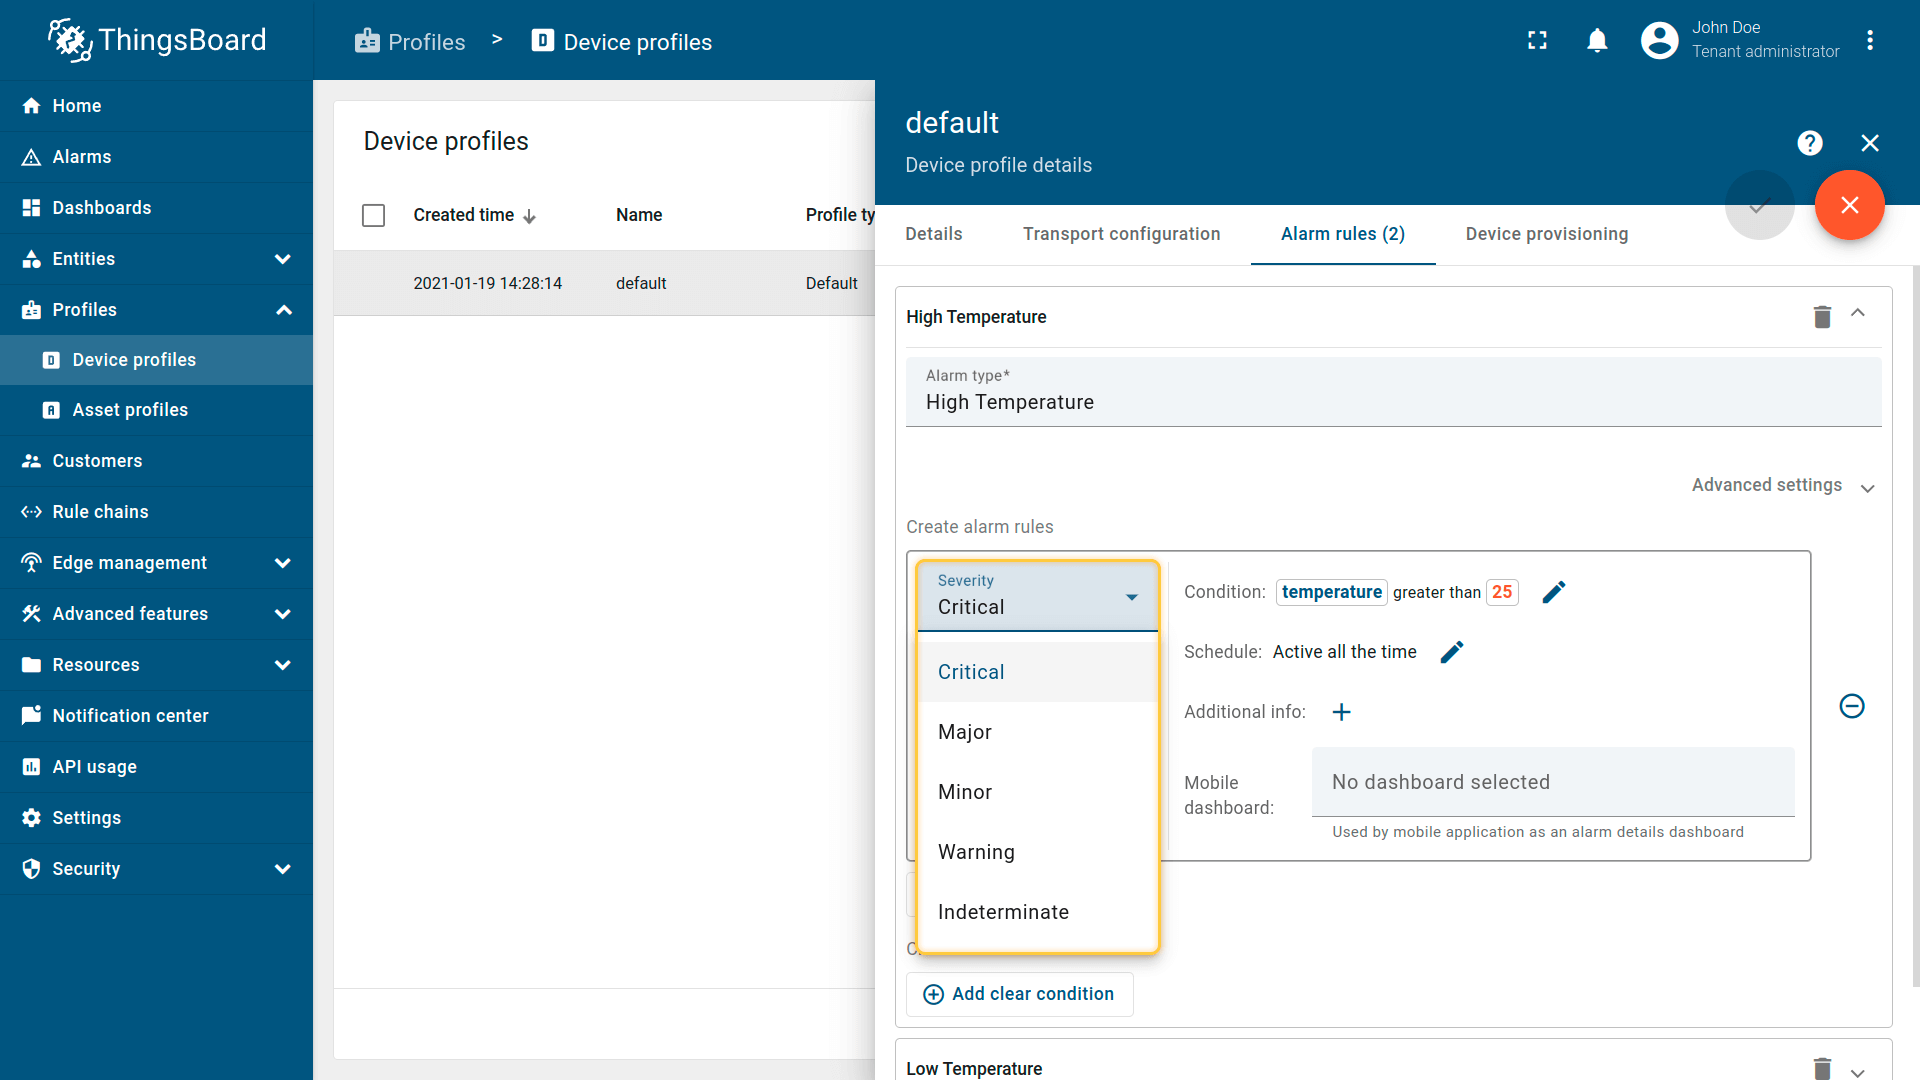 ThingsBoard
Profiles > Device profiles
John Doe
Tenant administrator
Home
Alarms
Dashboards
Entities
Profiles
Device profiles
Asset profiles
Customers
Rule chains
Edge management
Advanced features
Resources
Notification center
API usage
Settings
Security
Device profiles
Created time Name Profile ty
2021-01-19 14:28:14 default Default
default
Device profile details
Details Transport configuration Alarm rules (2) Device provisioning
High Temperature
Alarm type*
High Temperature
Advanced settings
Create alarm rules
Severity
Critical
Critical
Major
Minor
Warning
Indeterminate
Condition: temperature greater than 25
Schedule: Active all the time
Additional info: +
Mobile
dashboard:
No dashboard selected
Used by mobile application as an alarm details dashboard
Add clear condition
Low Temperature